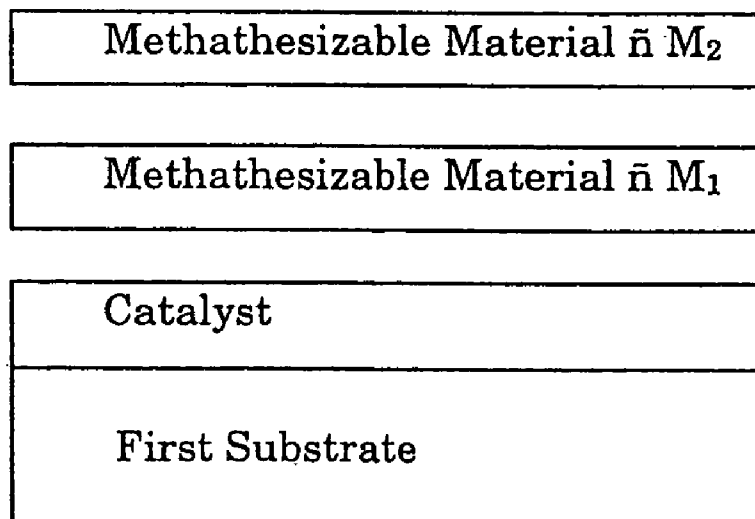 Methathesizable Material ñ M₂
Methathesizable Material ñ M₁
Catalyst
First Substrate